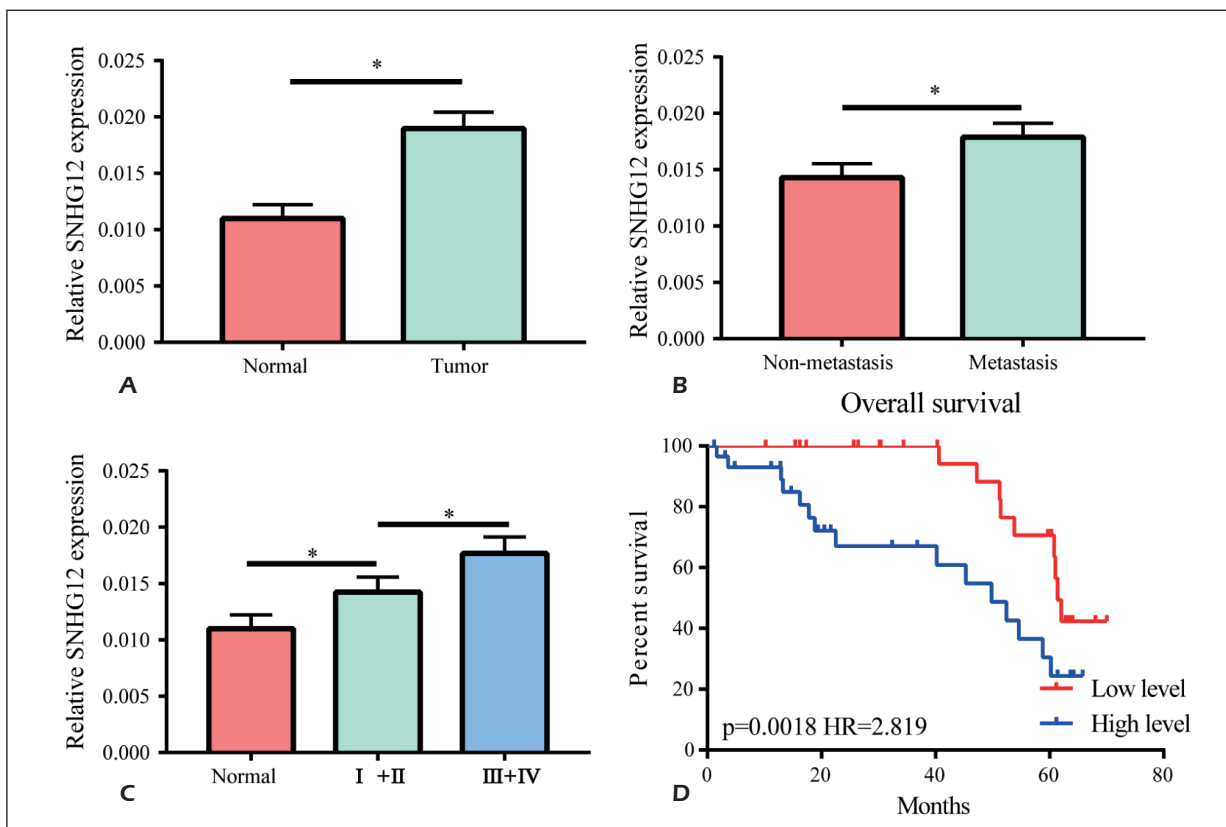 0.025
0.020
0.015
0.010
0.005
0.000
Relative SNHG12 expression
*
Normal
Tumor
A
0.025
0.020
0.015
0.010
0.005
0.000
Relative SNHG12 expression
*
Non-metastasis
Metastasis
B
0.025
0.020
0.015
0.010
0.005
0.000
Relative SNHG12 expression
*
*
Normal
I +II
III+IV
C
Overall survival
100
80
60
40
20
0
Percent survival
Low level
High level
p=0.0018 HR=2.819
0
20
40
60
80
Months
D